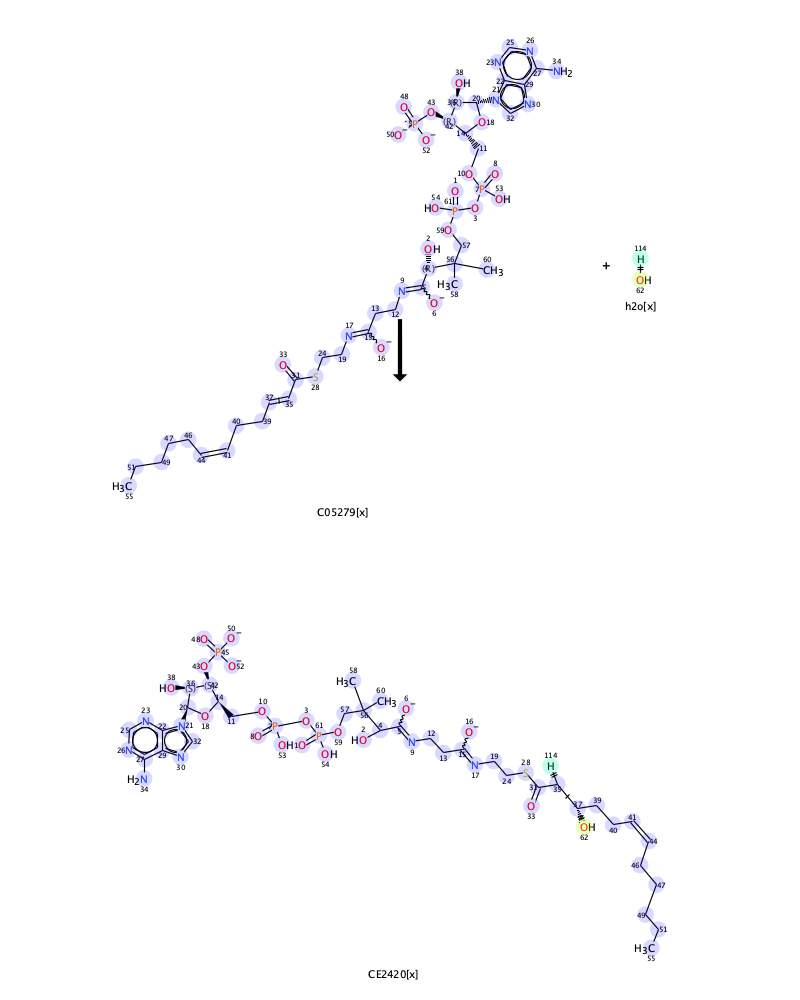 26
25
23 N N 34
27 NH2
38 OH
22 29
48 O 43 O (R) 20 21 N N 30
P (R) O 18 32
50 O- O- 14 11
52
10 O 8 O
1 O 7 P 53 OH
54 HO 61 P O 3
59 O 57
2 OH
(R) 56 60 CH3
9 N H3C 58
13 12 O- 6
17 N 15
33 O 24 19 O- 16
31 S 28
37 35
40 39
47 46
51 49 44 41
H3C 55
+
114 H
OH 62
h2o[x]
C05279[x]
50 O-
48 O P 45
O- 52
43 O
38 HO 36 (S) (S) 42
20 14 10 O 3 O
23 N 22 21 N O 18 11 P 61 P
25 32 8 O OH 53 10 O 59
26 N 27 29 N 30 OH 54
H2N 34
58 H3C
60 CH3
57 56 6 O-
2 HO 4 5
N 9 12 13
16 O-
15 N 17 19 24
28 S 31
O 33
114 H
35 37 39
OH 62
40 41 44
46 47
49 51
H3C 55
CE2420[x]